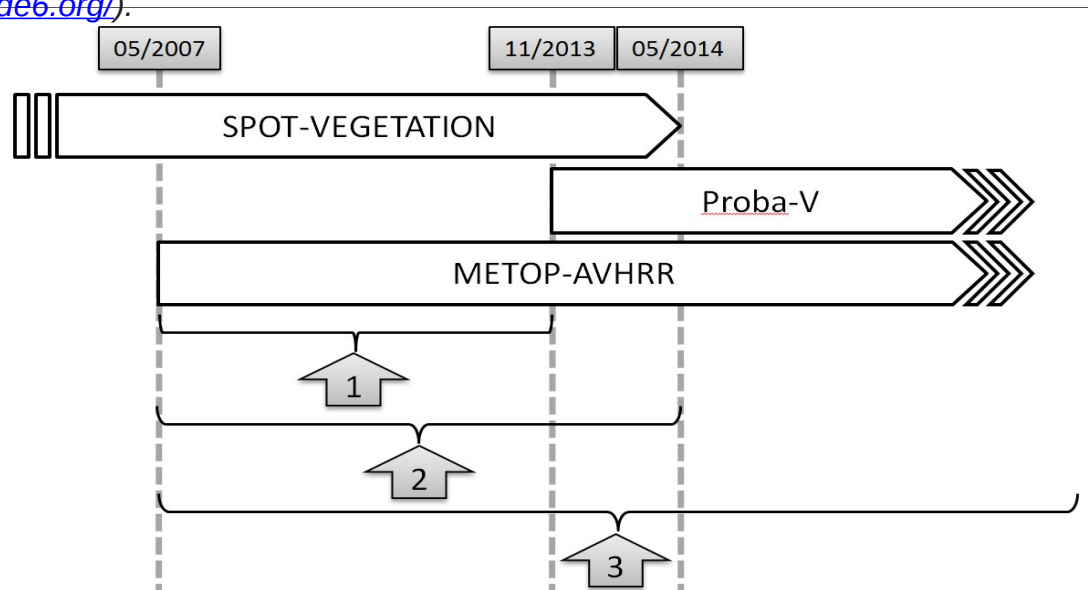 de6.org/).
05/2007
11/2013
05/2014
SPOT-VEGETATION
Proba-V
METOP-AVHRR
1
2
3